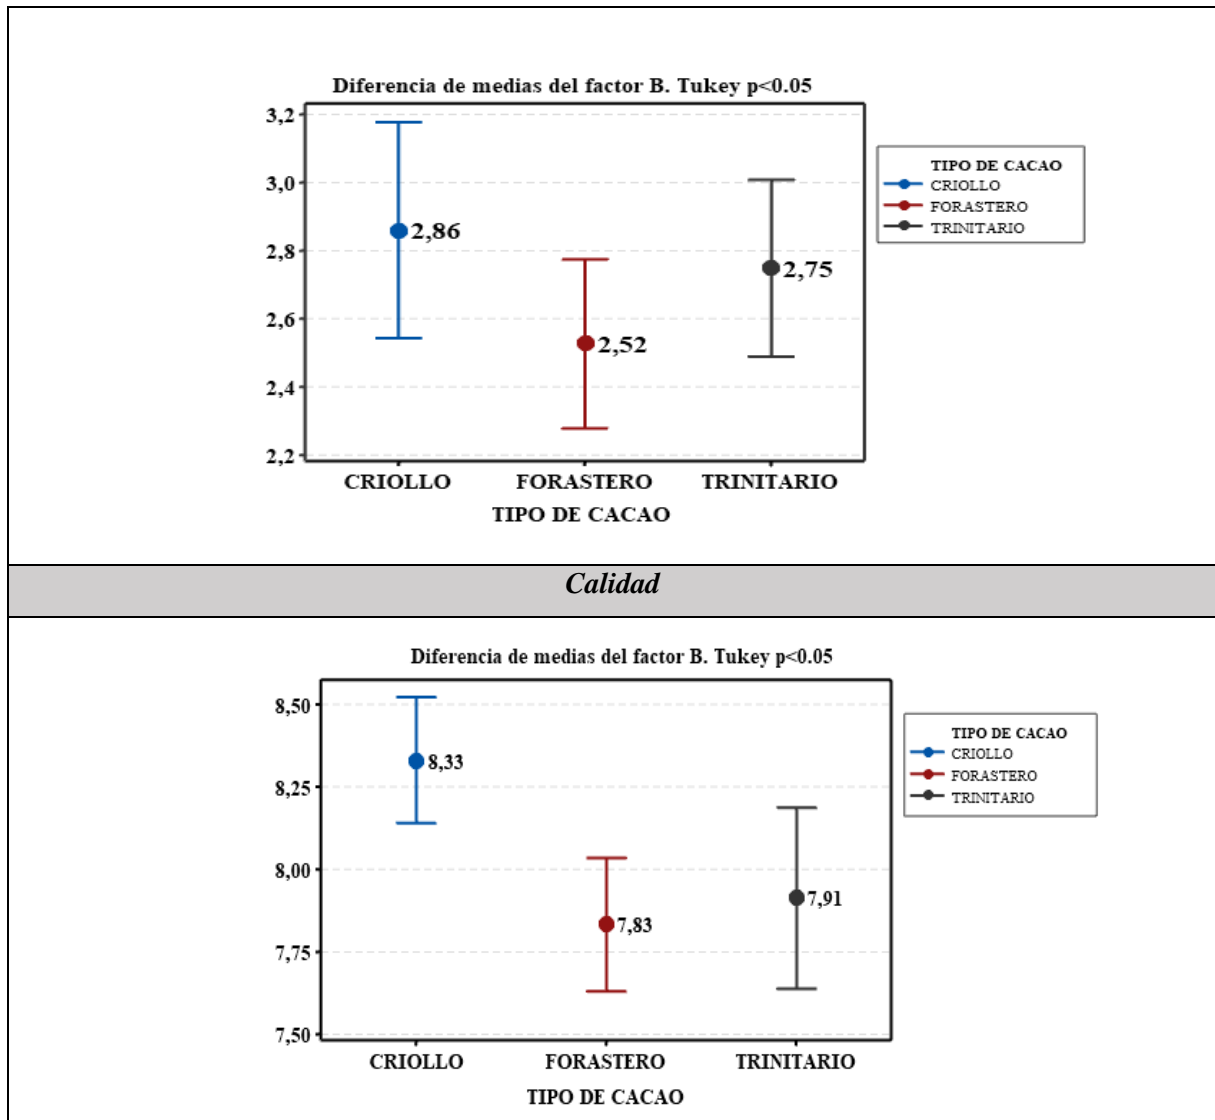 Diferencia de medias del factor B. Tukey p<0.05
3,2
3,0
2,8
2,6
2,4
2,2
2,86
2,52
2,75
CRIOLLO FORASTERO TRINITARIO
TIPO DE CACAO
TIPO DE CACAO
CRIOLLO
FORASTERO
TRINITARIO
Calidad
Diferencia de medias del factor B. Tukey p<0.05
8,50
8,25
8,00
7,75
7,50
8,33
7,83
7,91
CRIOLLO FORASTERO TRINITARIO
TIPO DE CACAO
TIPO DE CACAO
CRIOLLO
FORASTERO
TRINITARIO